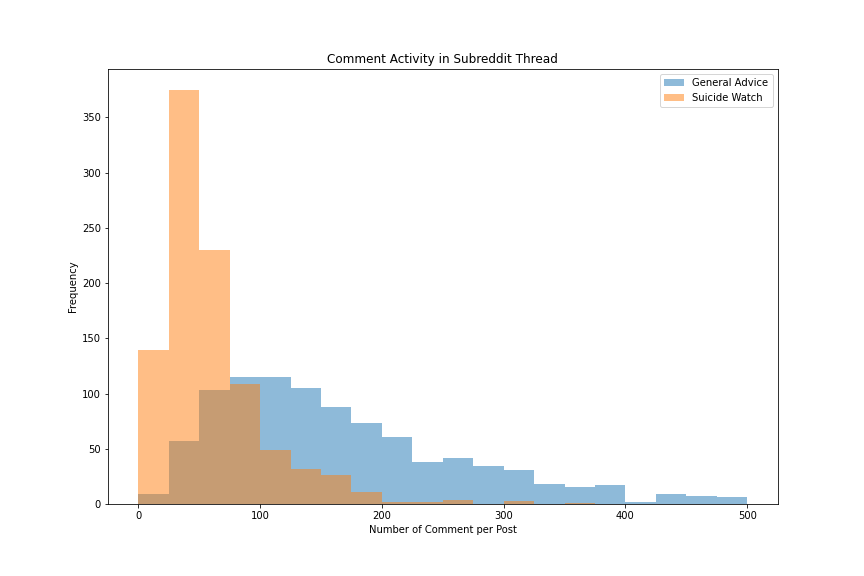 Comment Activity in Subreddit Thread
General Advice
Suicide Watch
350
300
250
200
150
100
50
0
Frequency
0 100 200 300 400 500
Number of Comment per Post